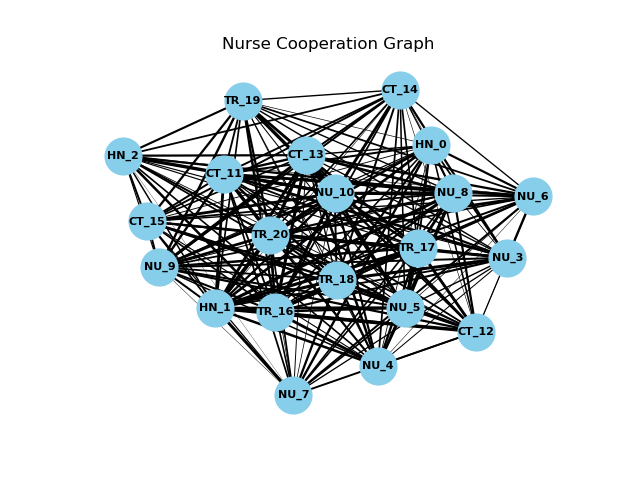 Nurse Cooperation Graph
CT_14
TR_19
HN_0
CT_13
HN_2
CT_11
NU_10
NU_8
NU_6
CT_15
TR_20
TR_17
NU_3
NU_9
TR_18
HN_1
NU_5
TR_16
CT_12
NU_4
NU_7